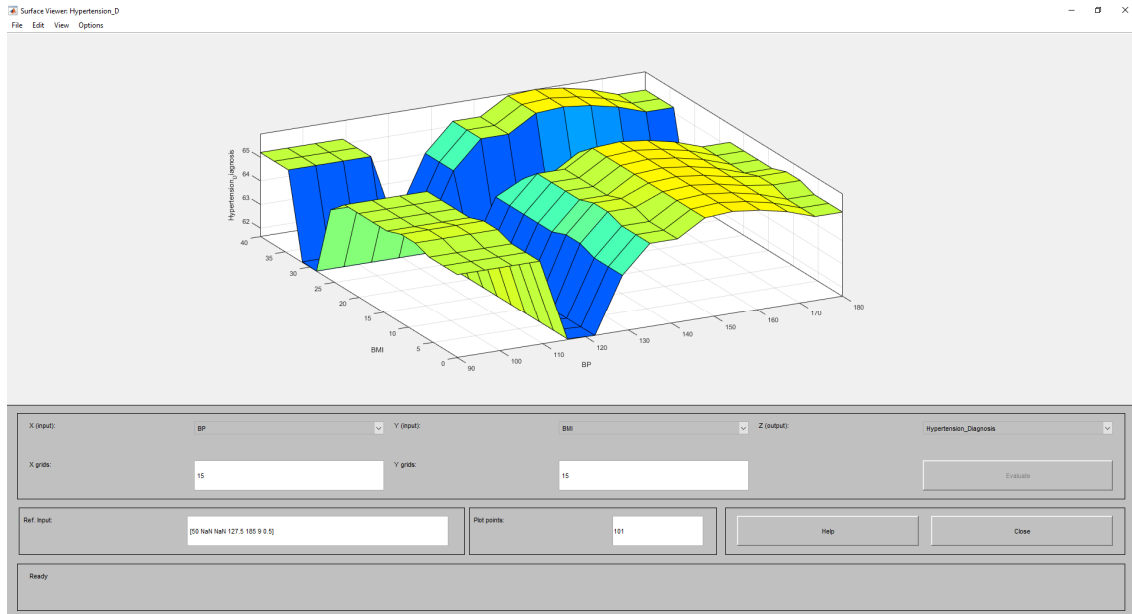 Surface Viewer: Hypertension_D
File Edit View Options
65
64
63
62
Hypertension_Diagnosis
40
35
30
25
20
15
10
5
0
BMI
90
100
110
120
130
140
150
160
170
180
BP
X (input): BP Y (input): BMI Z (output): Hypertension_Diagnosis
X grids: 15 Y grids: 15 Evaluate
Ref. Input: [50 NaN NaN 127.5 185 9 0.5] Plot points: 101 Help Close
Ready